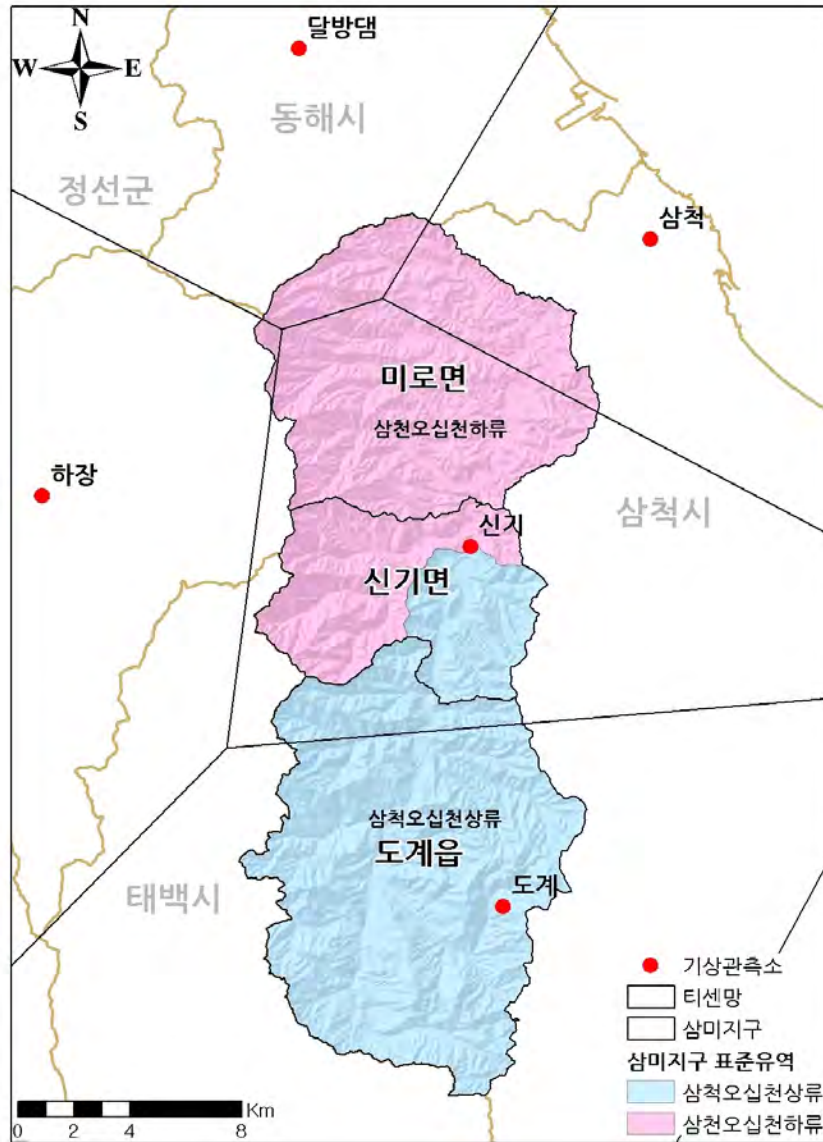 N
W E
S
달방댐
동해시
정선군
삼척
미로면
삼천오십천하류
하장
삼척시
신기
신기면
삼척오십천상류
도계읍
도계
태백시
기상관측소
티센망
삼미지구
삼미지구 표준유역
삼척오십천상류
삼천오십천하류
Km
0 2 4 8